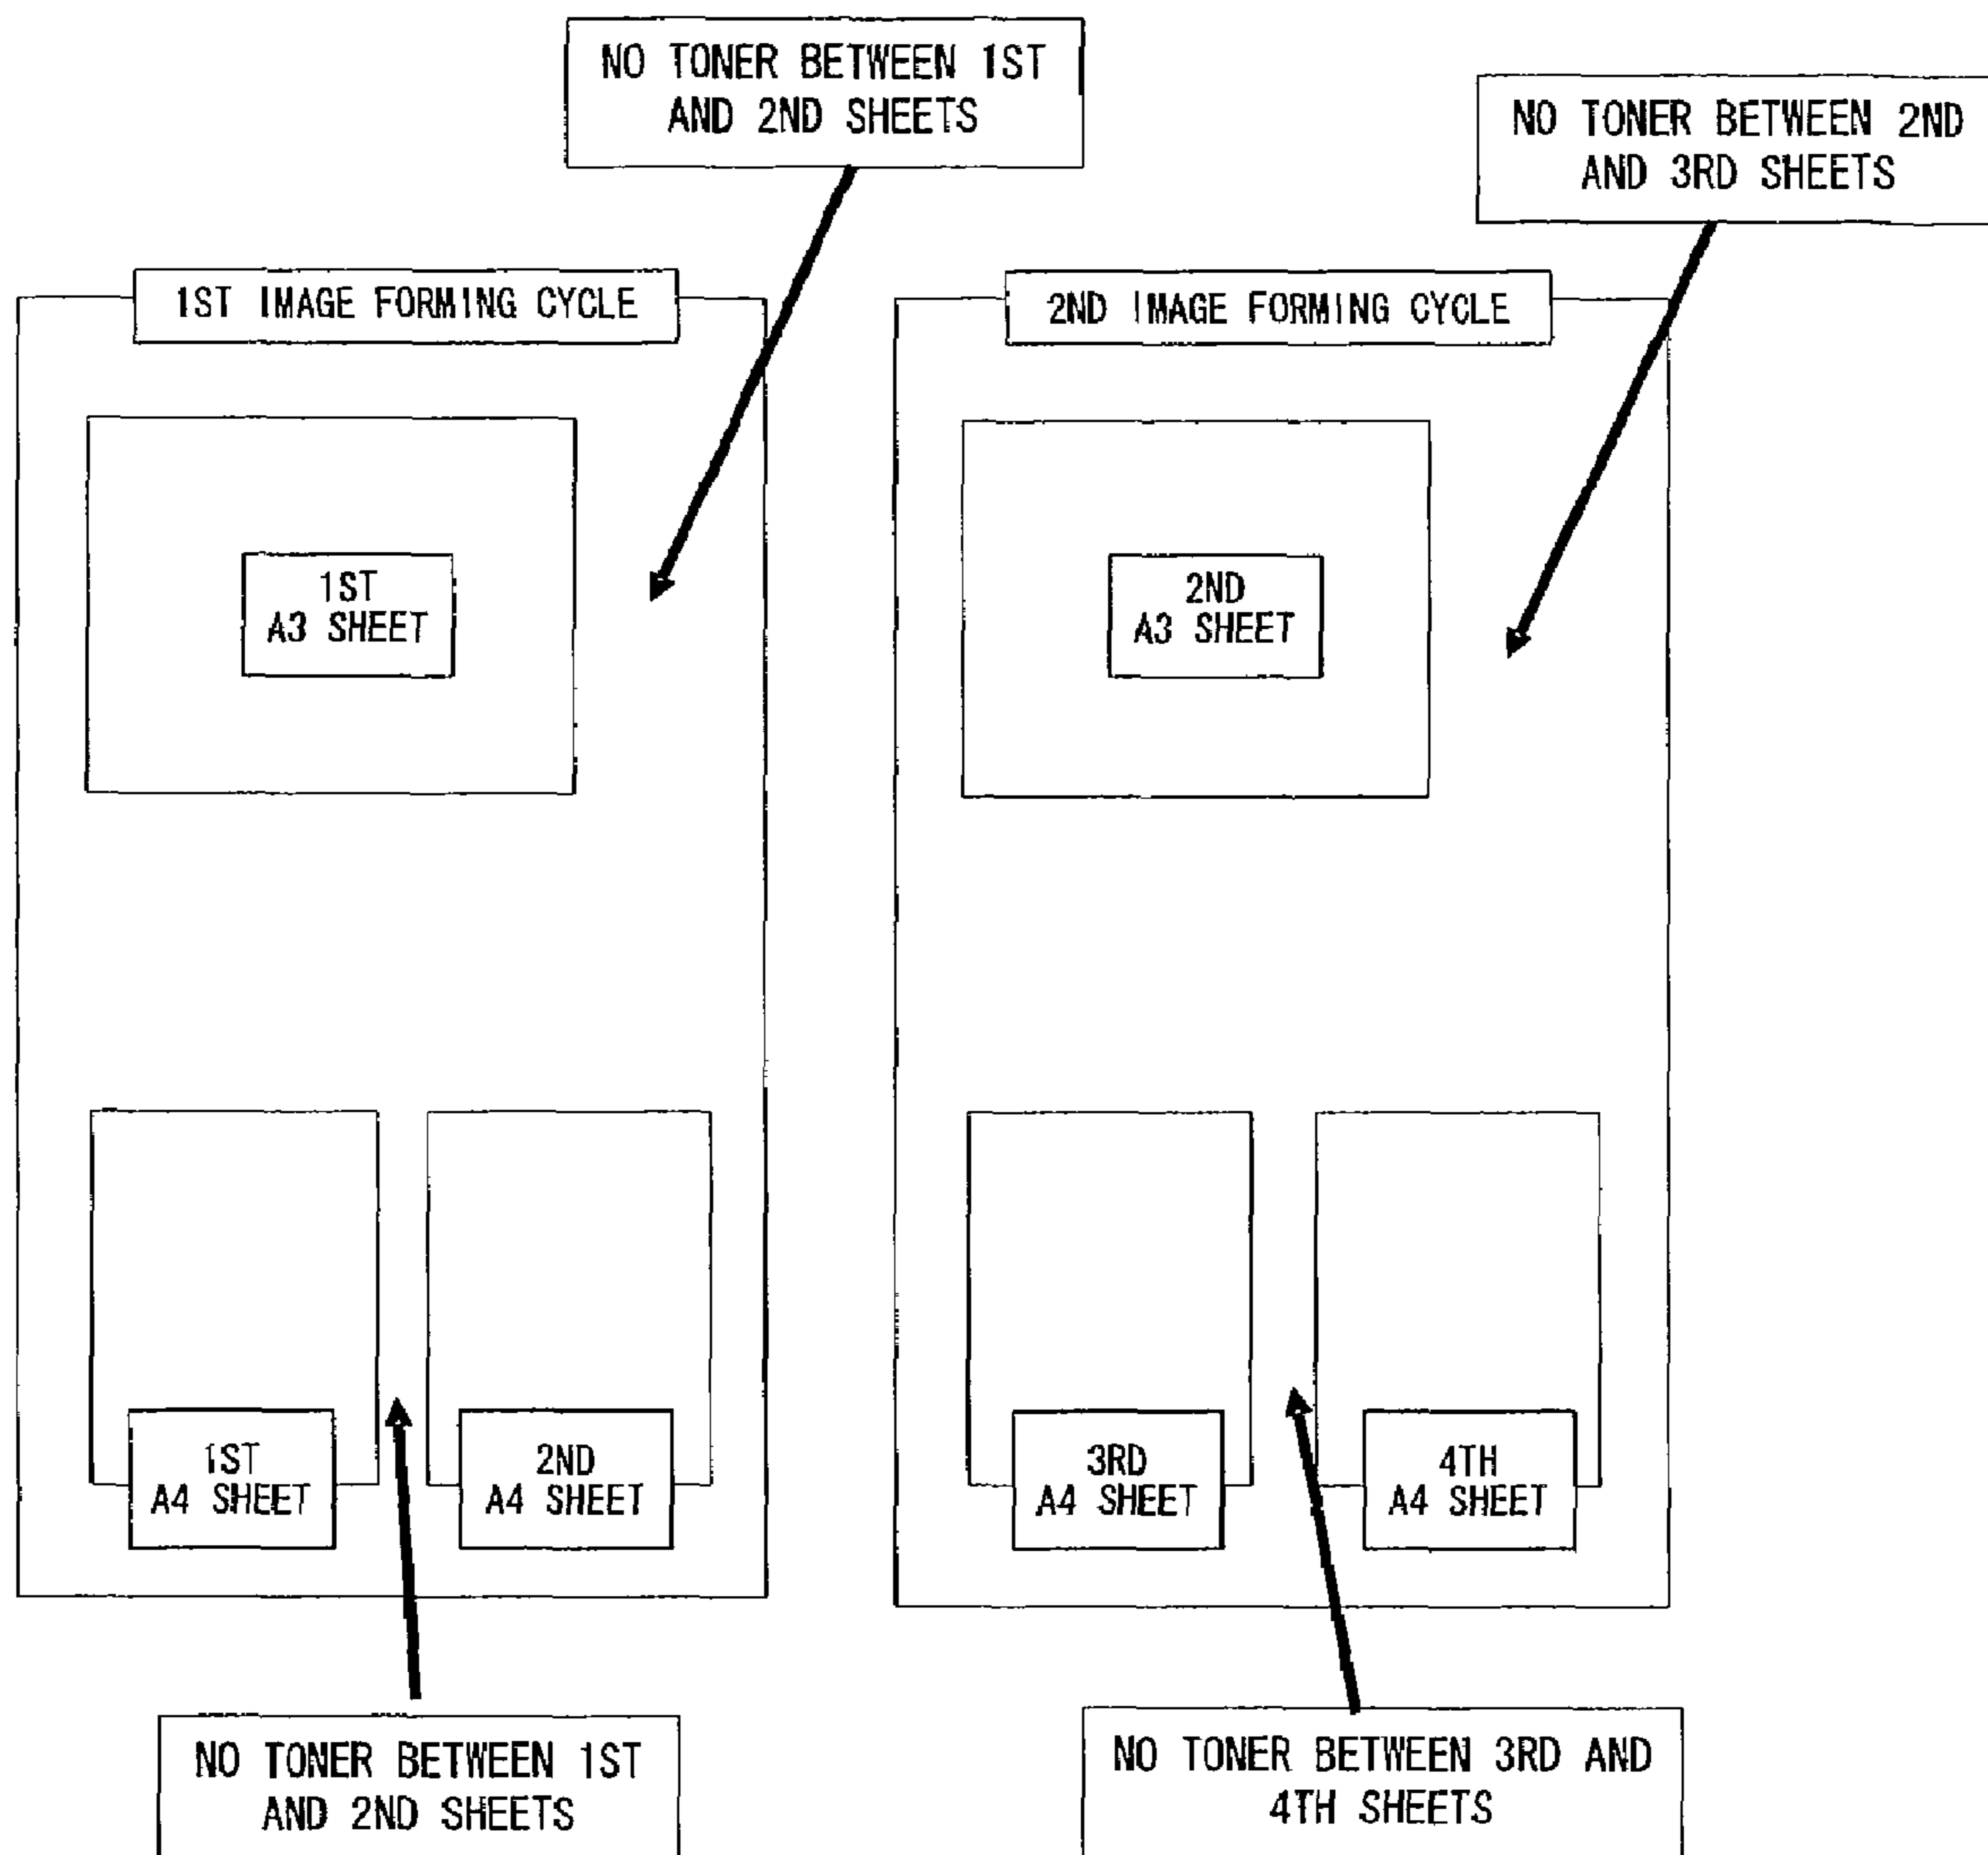 NO TONER BETWEEN 1ST
AND 2ND SHEETS
NO TONER BETWEEN 2ND
AND 3RD SHEETS
1ST IMAGE FORMING CYCLE
2ND IMAGE FORMING CYCLE
1ST
A3 SHEET
2ND
A3 SHEET
1ST
A4 SHEET
2ND
A4 SHEET
3RD
A4 SHEET
4TH
A4 SHEET
NO TONER BETWEEN 1ST
AND 2ND SHEETS
NO TONER BETWEEN 3RD AND
4TH SHEETS